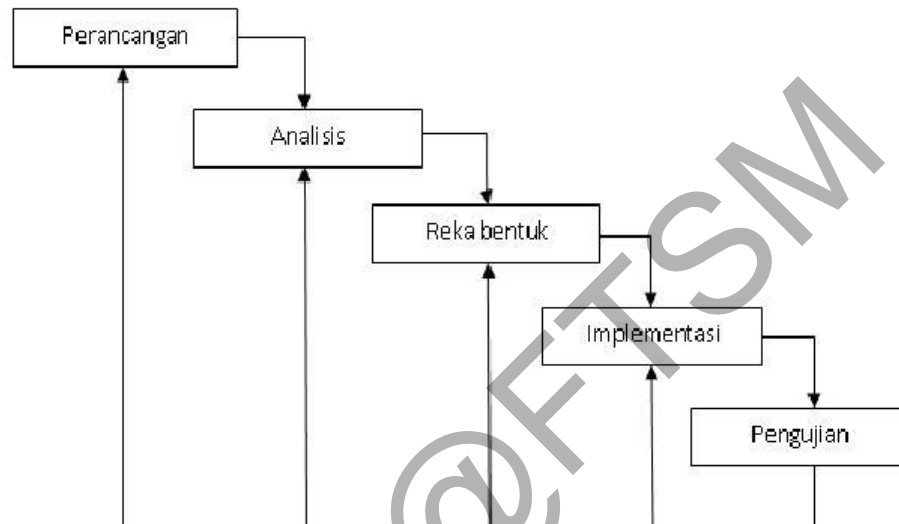 Perancangan
Analisis
Reka bentuk
Implementasi
Pengujian
@FTSM